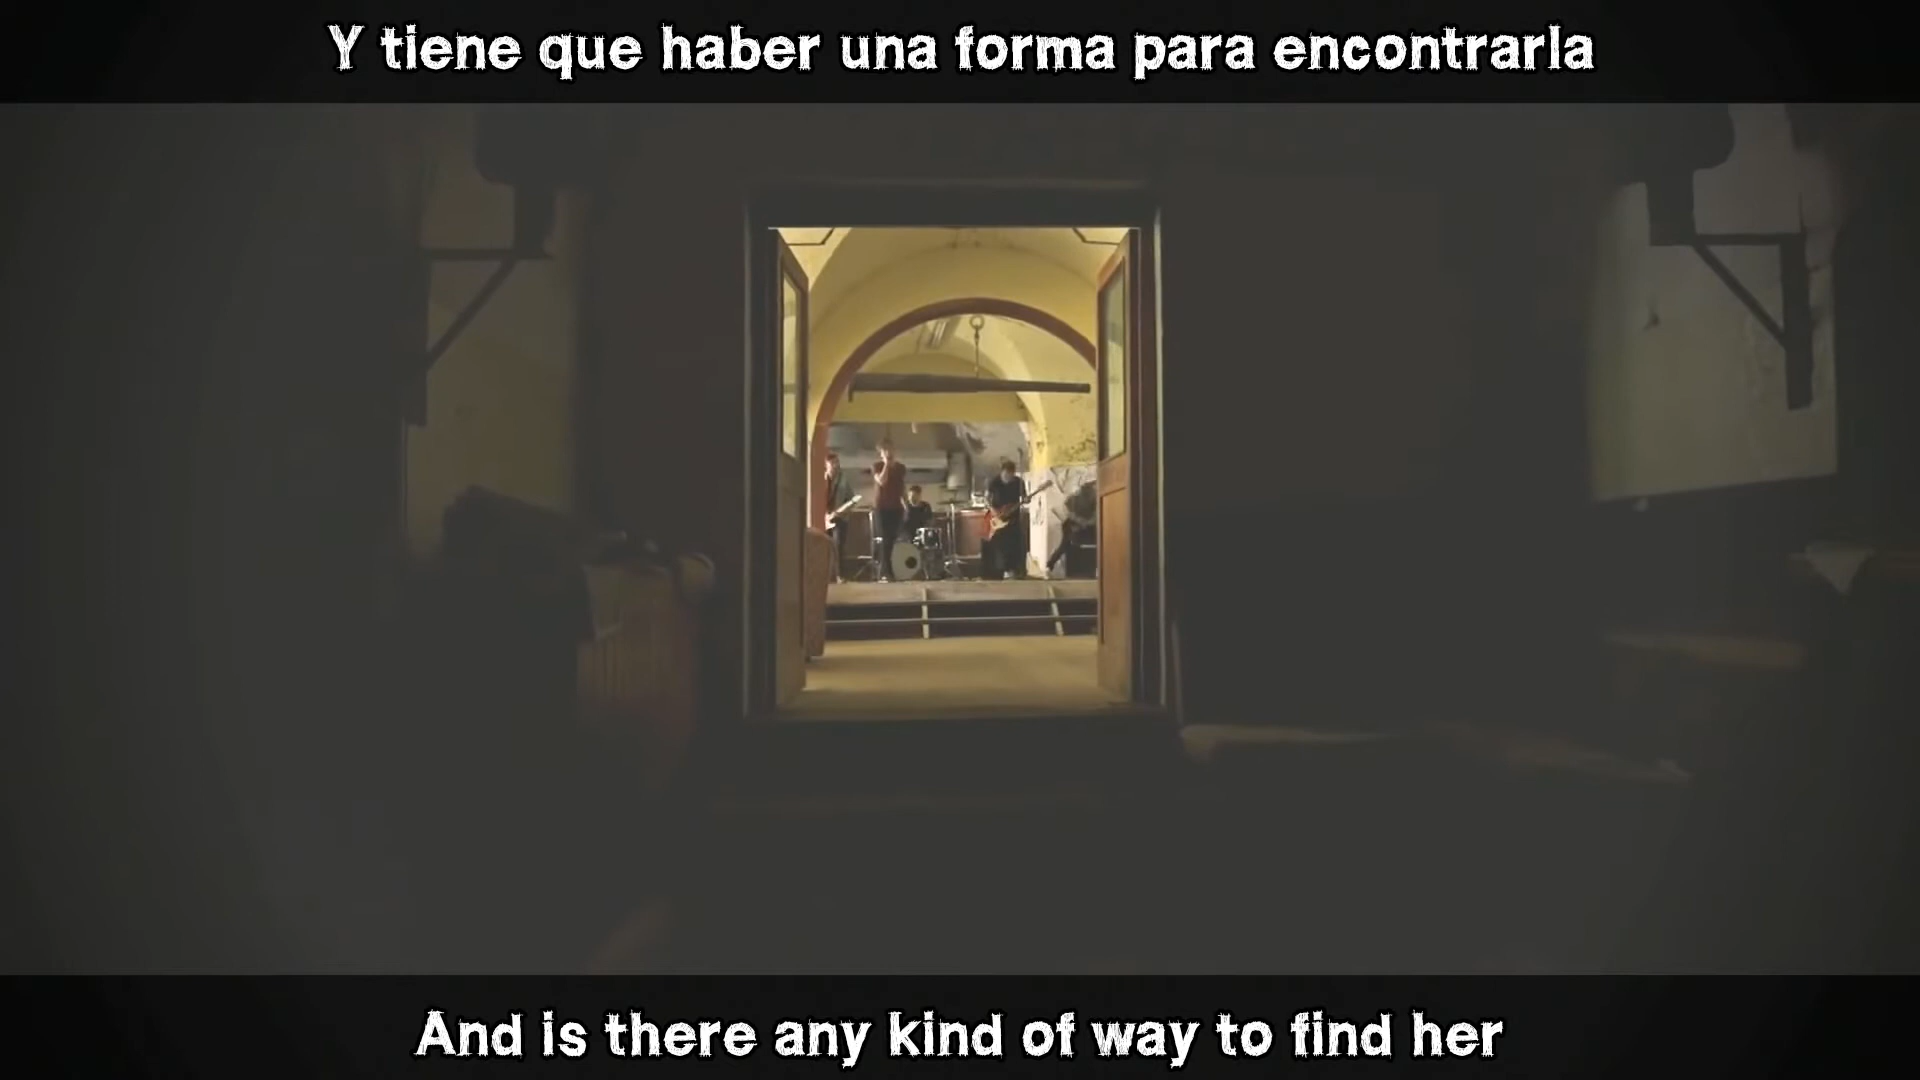 Y tiene que haber una forma para encontrarla
And is there any kind of way to find her